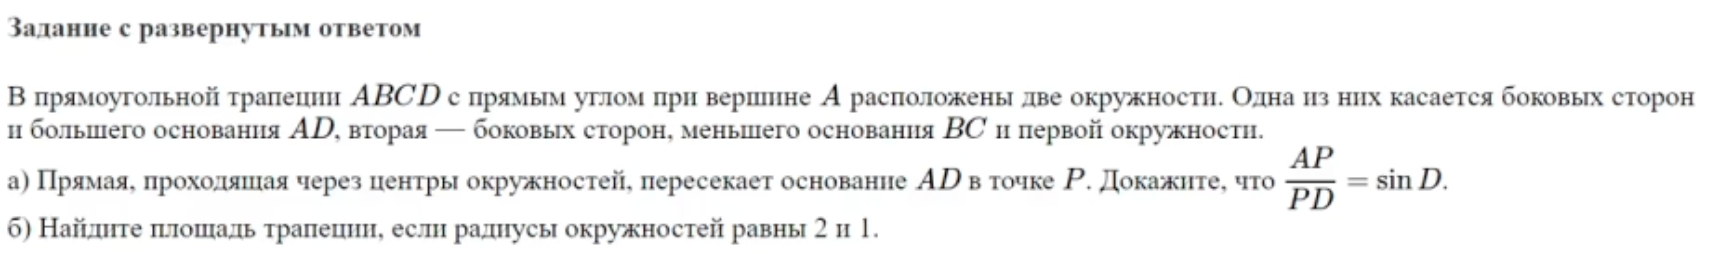 Задание с развернутым ответом
В прямоугольной трапеции ABCD с прямым углом при вершине A расположены две окружности. Одна из них касается боковых сторон
и большего основания AD, вторая — боковых сторон, меньшего основания BC и первой окружности.
а) Прямая, проходящая через центры окружностей, пересекает основание AD в точке P. Докажите, что AP/PD = sin D.
б) Найдите площадь трапеции, если радиусы окружностей равны 2 и 1.